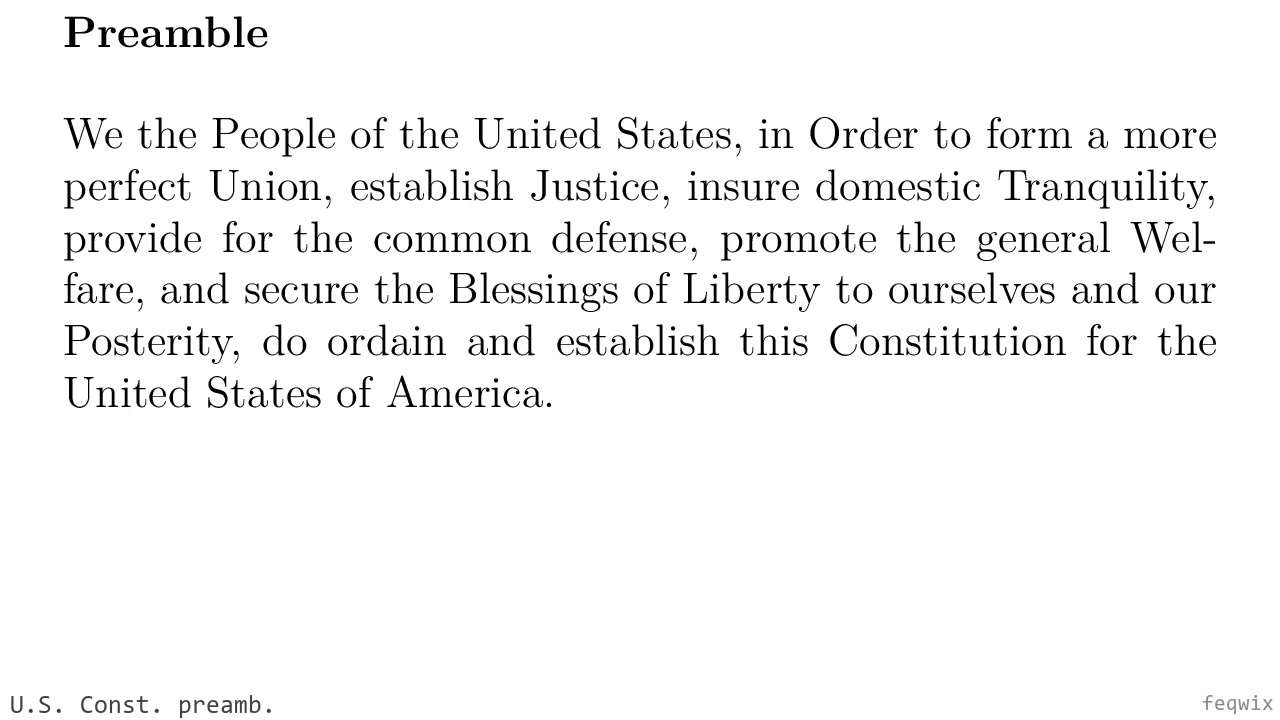 Preamble
We the People of the United States, in Order to form a more
perfect Union, establish Justice, insure domestic Tranquility,
provide for the common defense, promote the general Wel-
fare, and secure the Blessings of Liberty to ourselves and our
Posterity, do ordain and establish this Constitution for the
United States of America.
U.S. Const. preamb.
feqwix